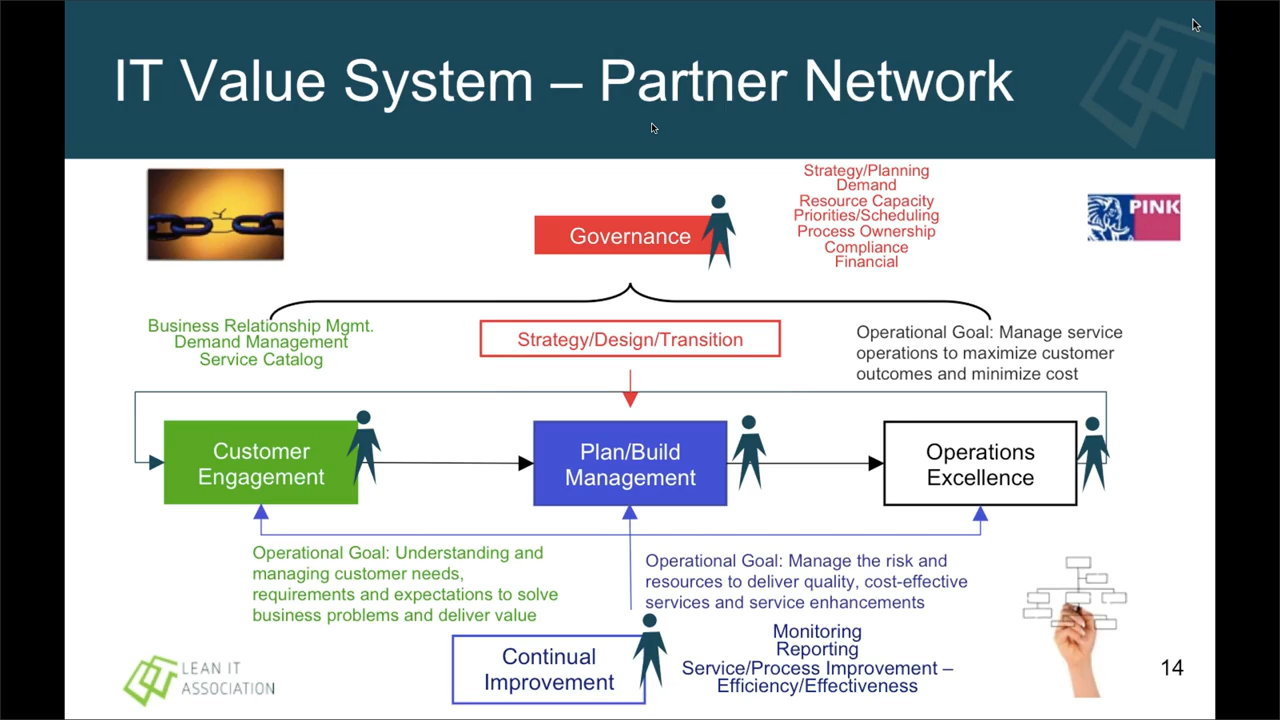 IT Value System – Partner Network
Strategy/Planning
Demand
Resource Capacity
Priorities/Scheduling
Process Ownership
Compliance
Financial
PINK
Governance
Business Relationship Mgmt.
Demand Management
Service Catalog
Strategy/Design/Transition
Operational Goal: Manage service
operations to maximize customer
outcomes and minimize cost
Customer
Engagement
Plan/Build
Management
Operations
Excellence
Operational Goal: Understanding and
managing customer needs,
requirements and expectations to solve
business problems and deliver value
Operational Goal: Manage the risk and
resources to deliver quality, cost-effective
services and service enhancements
Continual
Improvement
Monitoring
Reporting
Service/Process Improvement –
Efficiency/Effectiveness
LEAN IT
ASSOCIATION
14